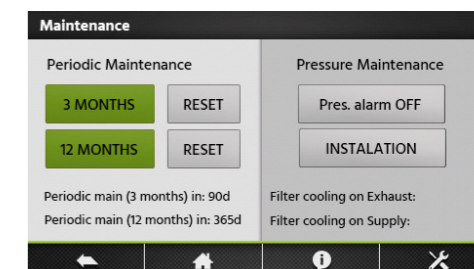 Maintenance
Periodic Maintenance
3 MONTHS RESET
12 MONTHS RESET
Periodic main (3 months) in: 90d
Periodic main (12 months) in: 365d
Pressure Maintenance
Pres. alarm OFF
INSTALATION
Filter cooling on Exhaust:
Filter cooling on Supply: